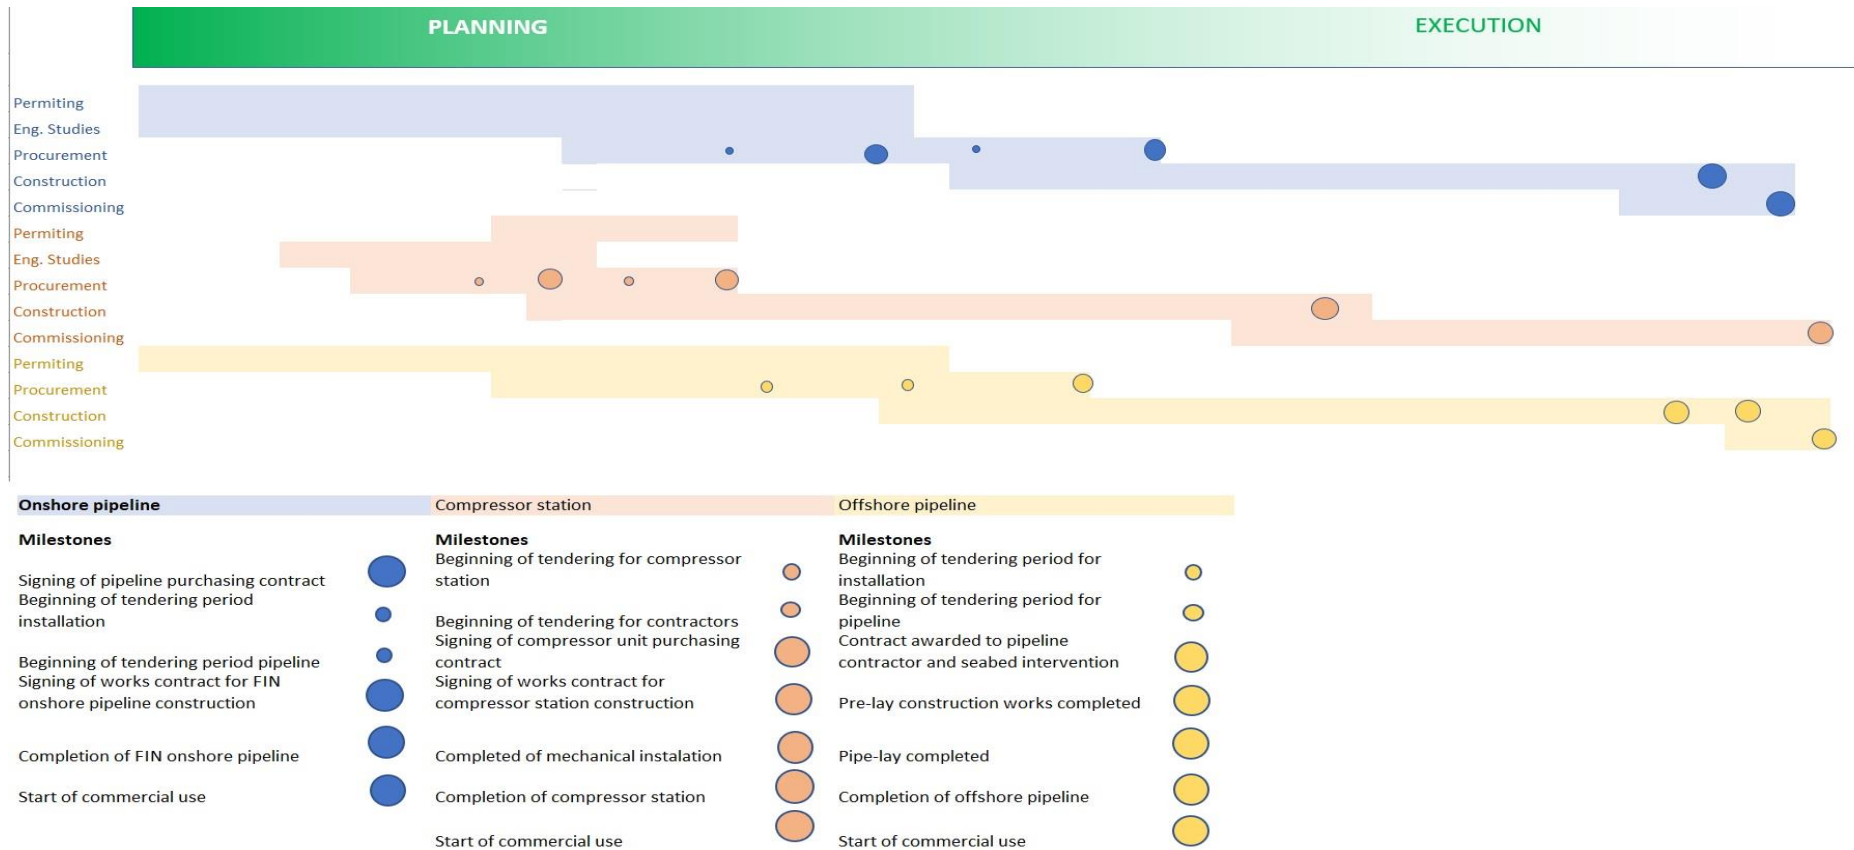 PLANNING
EXECUTION
Permiting
Eng. Studies
Procurement
Construction
Commissioning
Permiting
Eng. Studies
Procurement
Construction
Commissioning
Permiting
Procurement
Construction
Commissioning
Onshore pipeline
Milestones
Signing of pipeline purchasing contract
Beginning of tendering period
installation
Beginning of tendering period pipeline
Signing of works contract for FIN
onshore pipeline construction
Completion of FIN onshore pipeline
Start of commercial use
Compressor station
Milestones
Beginning of tendering for compressor
station
Beginning of tendering for contractors
Signing of compressor unit purchasing
contract
Signing of works contract for
compressor station construction
Completed of mechanical instalation
Completion of compressor station
Start of commercial use
Offshore pipeline
Milestones
Beginning of tendering period for
installation
Beginning of tendering period for
pipeline
Contract awarded to pipeline
contractor and seabed intervention
Pre-lay construction works completed
Pipe-lay completed
Completion of offshore pipeline
Start of commercial use